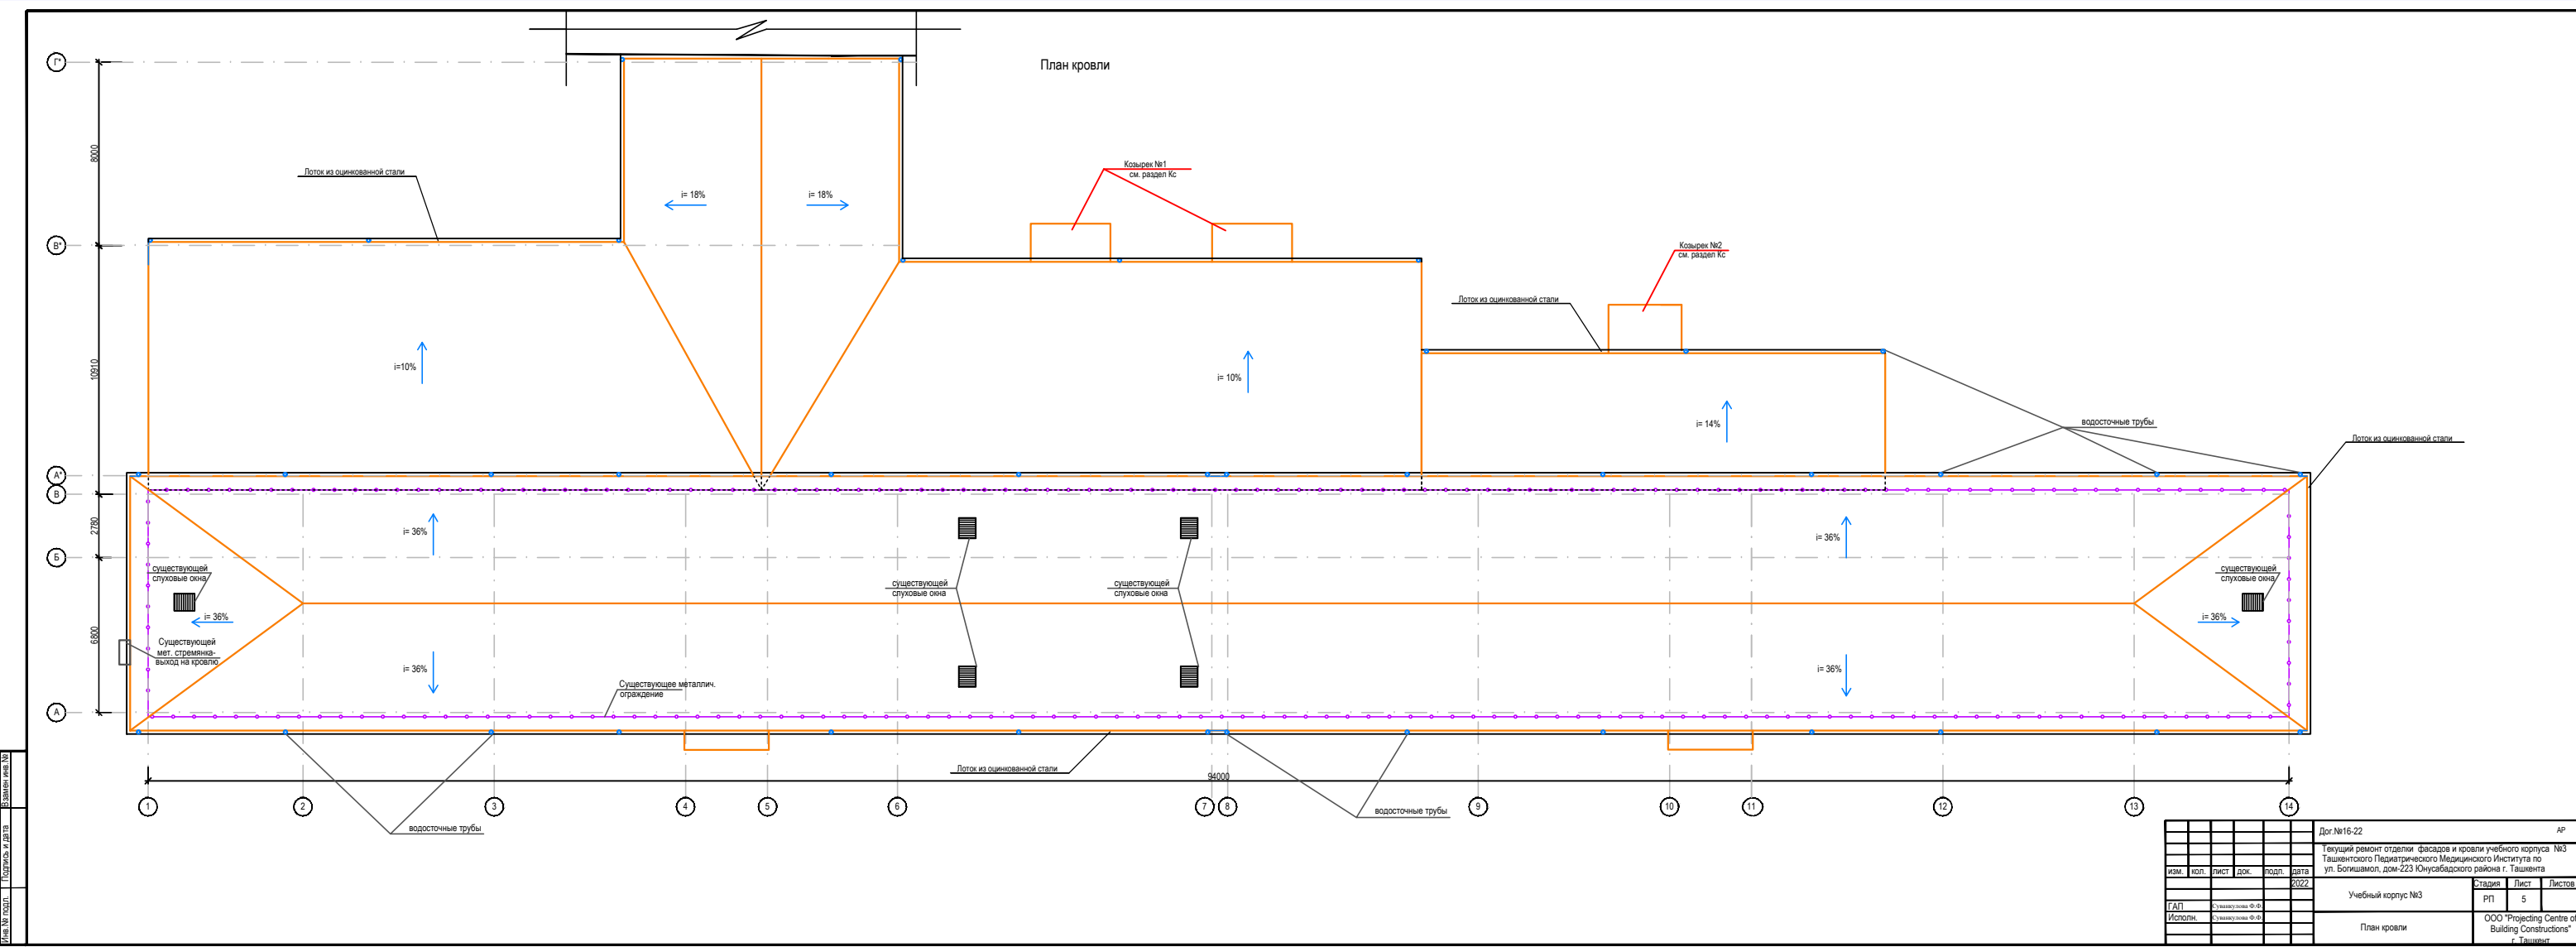 План кровли
Г*
8000
Козырек №1
см. раздел Кс
Лоток из оцинкованной стали
i= 18%
i= 18%
В*
Козырек №2
см. раздел Кс
Лоток из оцинкованной стали
10910
i=10%
i= 10%
i= 14%
водосточные трубы
Лоток из оцинкованной стали
А*
В
2780
i= 36%
i= 36%
Б
существующей
слуховые окна
существующей
слуховые окна
существующей
слуховые окна
существующей
слуховые окна
i= 36%
i= 36%
6800
Существующей
мет. стремянка-
выход на кровлю
i= 36%
i= 36%
Существующее металлич.
ограждение
А
Лоток из оцинкованной стали
94000
1 2 3 4 5 6 7 8 9 10 11 12 13 14
водосточные трубы
водосточные трубы
Взамен инв.№
Подпись и дата
Инв.№ подл.
Дог.№16-22 АР
Текущий ремонт отделки фасадов и кровли учебного корпуса №3
Ташкентского Педиатрического Медицинского Института по
ул. Богишамол, дом-223 Юнусабадского района г. Ташкента
изм. кол. лист док. подп. дата
2022
Учебный корпус №3
Стадия Лист Листов
РП 5
ГАП Суванкулова Ф.Ф.
Исполн. Суванкулова Ф.Ф.
План кровли
ООО "Projecting Centre of
Building Constructions"
г. Ташкент